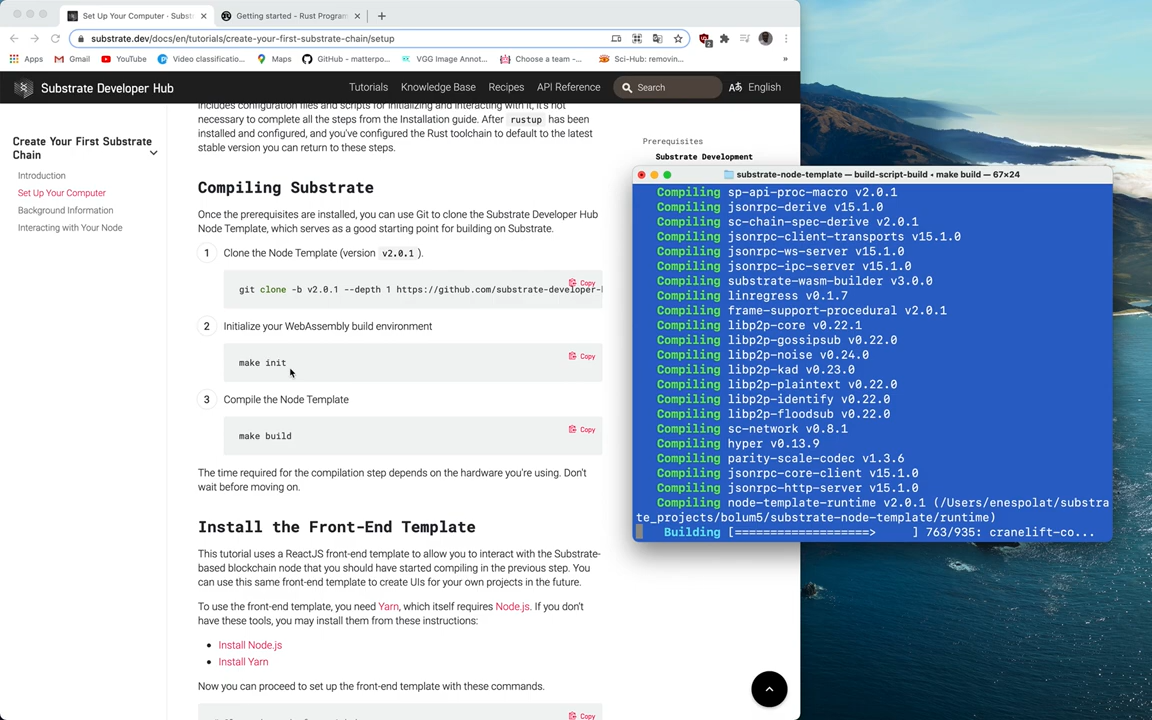 Set Up Your Computer · Subst
Getting started - Rust Program
substrate.dev/docs/en/tutorials/create-your-first-substrate-chain/setup
Apps
Gmail
YouTube
Video classificatio...
Maps
GitHub - matterpo...
VGG Image Annot...
Choose a team -...
Sci-Hub: removin...
»
Substrate Developer Hub
Tutorials
Knowledge Base
Recipes
API Reference
Search
English
Create Your First Substrate
Chain
Introduction
Set Up Your Computer
Background Information
Interacting with Your Node
includes configuration files and scripts for initializing and interacting with it, it's not
necessary to complete all the steps from the Installation guide. After rustup has been
installed and configured, and you've configured the Rust toolchain to default to the latest
stable version you can return to these steps.
Compiling Substrate
Once the prerequisites are installed, you can use Git to clone the Substrate Developer Hub
Node Template, which serves as a good starting point for building on Substrate.
1 Clone the Node Template (version v2.0.1 ).
Copy
git clone -b v2.0.1 --depth 1 https://github.com/substrate-developer-h
2 Initialize your WebAssembly build environment
Copy
make init
3 Compile the Node Template
Copy
make build
The time required for the compilation step depends on the hardware you're using. Don't
wait before moving on.
Install the Front-End Template
This tutorial uses a ReactJS front-end template to allow you to interact with the Substrate-
based blockchain node that you should have started compiling in the previous step. You
can use this same front-end template to create UIs for your own projects in the future.
To use the front-end template, you need Yarn, which itself requires Node.js. If you don't
have these tools, you may install them from these instructions:
Install Node.js
Install Yarn
Now you can proceed to set up the front-end template with these commands.
Copy
Prerequisites
Substrate Development
substrate-node-template — build-script-build • make build — 67×24
Compiling sp-api-proc-macro v2.0.1
Compiling jsonrpc-derive v15.1.0
Compiling sc-chain-spec-derive v2.0.1
Compiling jsonrpc-client-transports v15.1.0
Compiling jsonrpc-ws-server v15.1.0
Compiling jsonrpc-ipc-server v15.1.0
Compiling substrate-wasm-builder v3.0.0
Compiling linregress v0.1.7
Compiling frame-support-procedural v2.0.1
Compiling libp2p-core v0.22.1
Compiling libp2p-gossipsub v0.22.0
Compiling libp2p-noise v0.24.0
Compiling libp2p-kad v0.23.0
Compiling libp2p-plaintext v0.22.0
Compiling libp2p-identify v0.22.0
Compiling libp2p-floodsub v0.22.0
Compiling sc-network v0.8.1
Compiling hyper v0.13.9
Compiling parity-scale-codec v1.3.6
Compiling jsonrpc-core-client v15.1.0
Compiling jsonrpc-http-server v15.1.0
Compiling node-template-runtime v2.0.1 (/Users/enespolat/substra
te_projects/bolum5/substrate-node-template/runtime)
Building [===================> ] 763/935: cranelift-co...